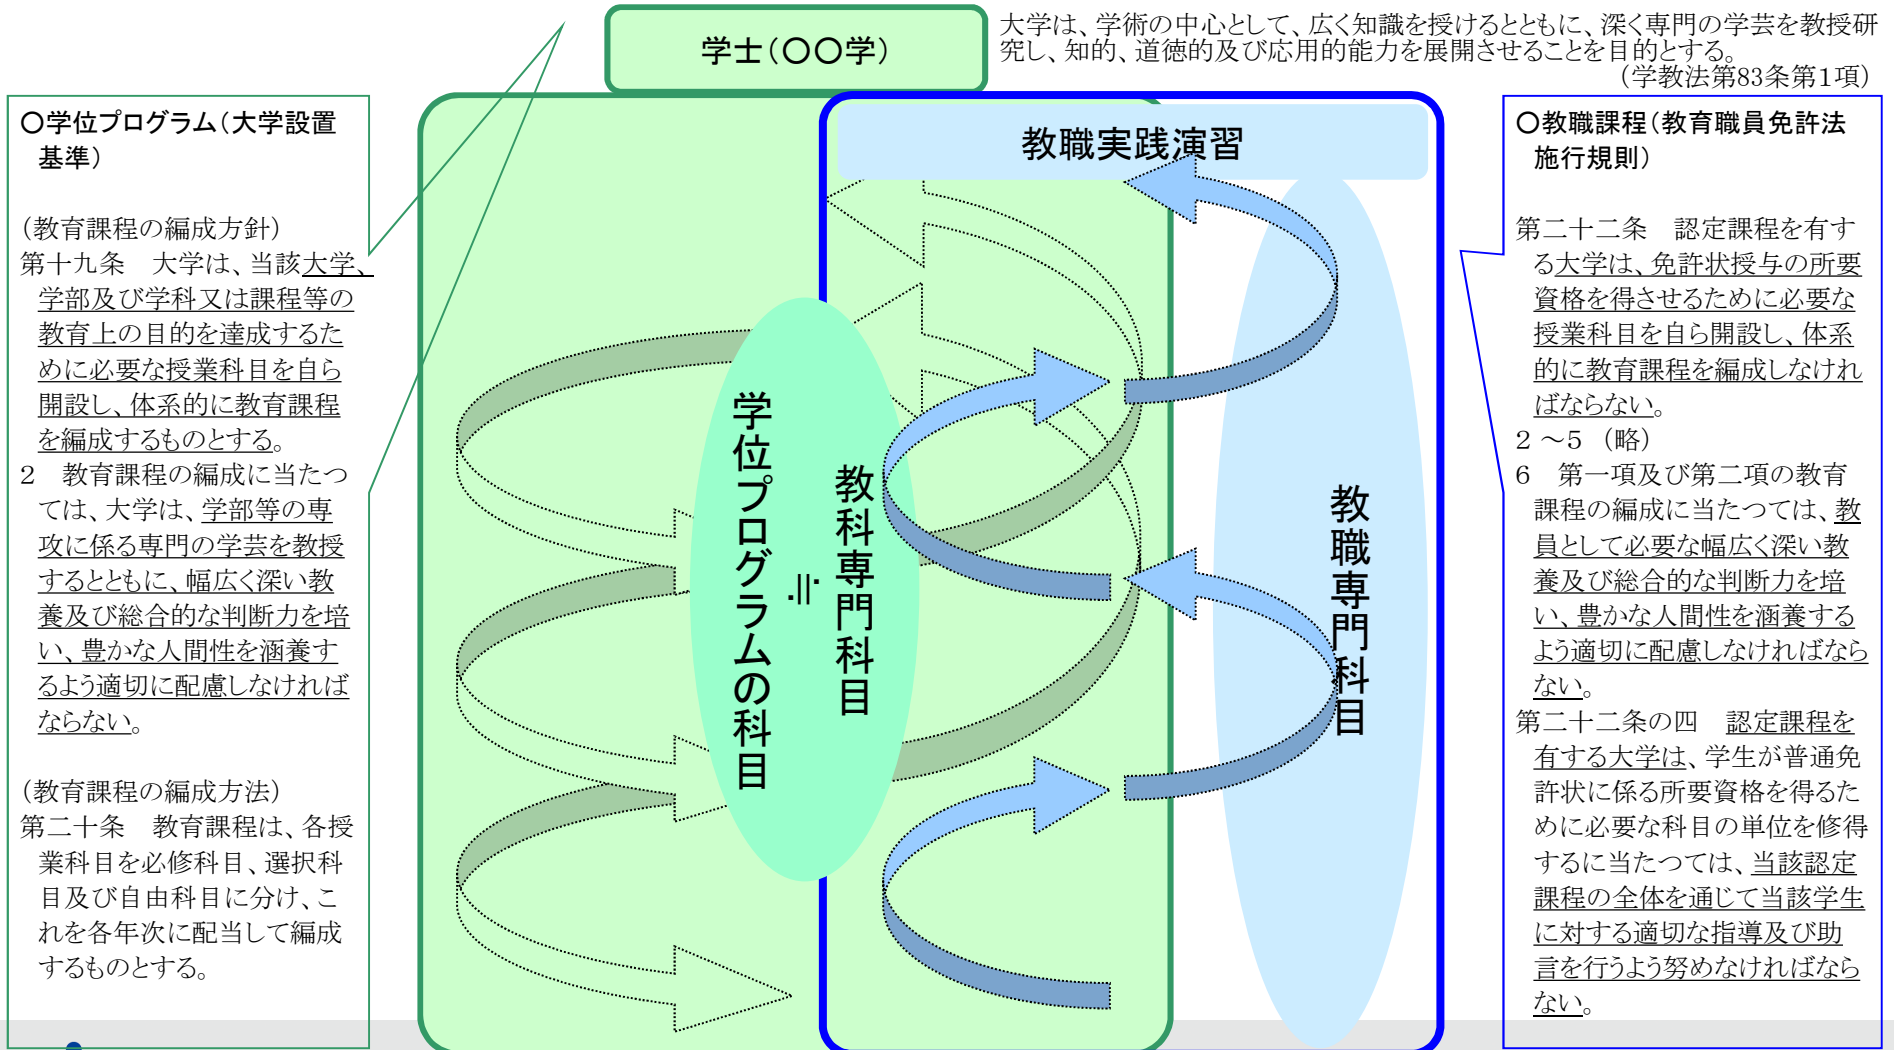 学士(〇〇学)
大学は、学術の中心として、広く知識を授けるとともに、深く専門の学芸を教授研
究し、知的、道徳的及び応用的能力を展開させることを目的とする。
(学教法第83条第1項)
〇学位プログラム(大学設置
基準)
(教育課程の編成方針)
第十九条　大学は、当該大学、
学部及び学科又は課程等の
教育上の目的を達成するた
めに必要な授業科目を自ら
開設し、体系的に教育課程
を編成するものとする。
2　教育課程の編成に当たつ
ては、大学は、学部等の専
攻に係る専門の学芸を教授
するとともに、幅広く深い教
養及び総合的な判断力を培
い、豊かな人間性を涵養す
るよう適切に配慮しなければ
ならない。
(教育課程の編成方法)
第二十条　教育課程は、各授
業科目を必修科目、選択科
目及び自由科目に分け、こ
れを各年次に配当して編成
するものとする。
教職実践演習
学位プログラムの科目
≒
教科専門科目
教職専門科目
〇教職課程(教育職員免許法
施行規則)
第二十二条　認定課程を有す
る大学は、免許状授与の所要
資格を得させるために必要な
授業科目を自ら開設し、体系
的に教育課程を編成しなけれ
ばならない。
2～5 (略)
6　第一項及び第二項の教育
課程の編成に当たつては、教
員として必要な幅広く深い教
養及び総合的な判断力を培
い、豊かな人間性を涵養する
よう適切に配慮しなければなら
ない。
第二十二条の四　認定課程を
有する大学は、学生が普通免
許状に係る所要資格を得るた
めに必要な科目の単位を修得
するに当たつては、当該認定
課程の全体を通じて当該学生
に対する適切な指導及び助
言を行うよう努めなければなら
ない。